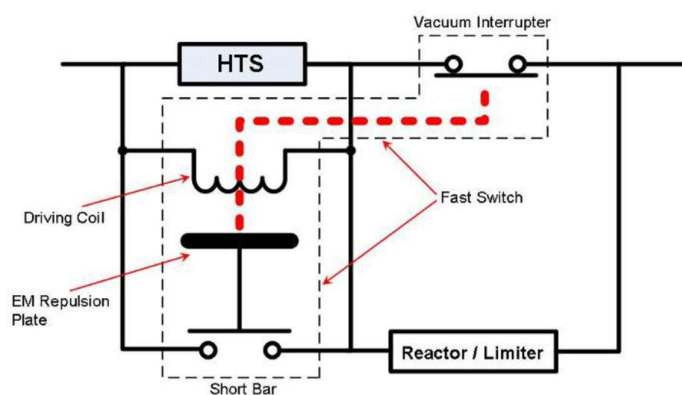 Vacuum Interrupter
HTS
Driving Coil
Fast Switch
EM Repulsion
Plate
Reactor / Limiter
Short Bar